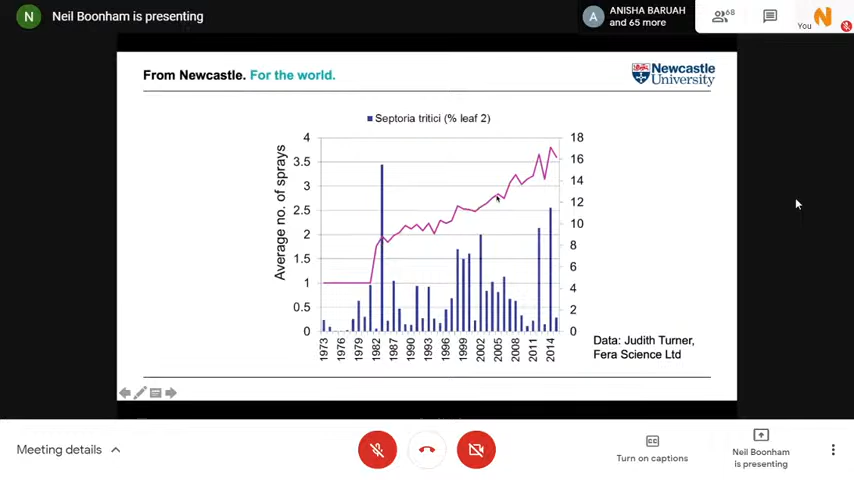 N
Neil Boonham is presenting
A
ANISHA BARUAH
and 65 more
68
You
N
From Newcastle. For the world.
Newcastle
University
Septoria tritici (% leaf 2)
Average no. of sprays
4
3.5
3
2.5
2
1.5
1
0.5
0
18
16
14
12
10
8
6
4
2
0
1973
1976
1979
1982
1987
1990
1993
1996
1999
2002
2005
2008
2011
2014
Data: Judith Turner,
Fera Science Ltd
Meeting details
CC
Turn on captions
Neil Boonham
is presenting